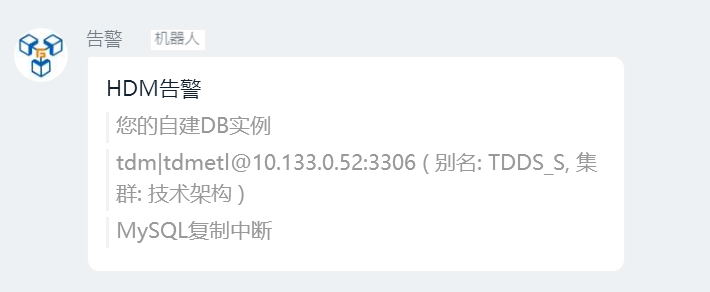 告警 机器人
HDM告警
您的自建DB实例
tdm|tdmetl@10.133.0.52:3306 ( 别名: TDDS_S, 集
群: 技术架构 )
MySQL复制中断